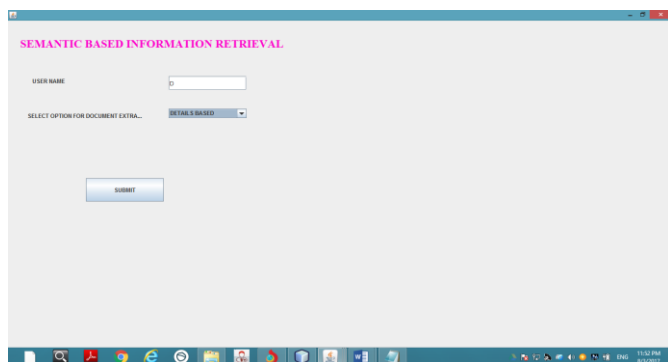 SEMANTIC BASED INFORMATION RETRIEVAL
USER NAME
D
SELECT OPTION FOR DOCUMENT EXTRA...
DETAILS BASED
SUBMIT
ENG
11:52 PM